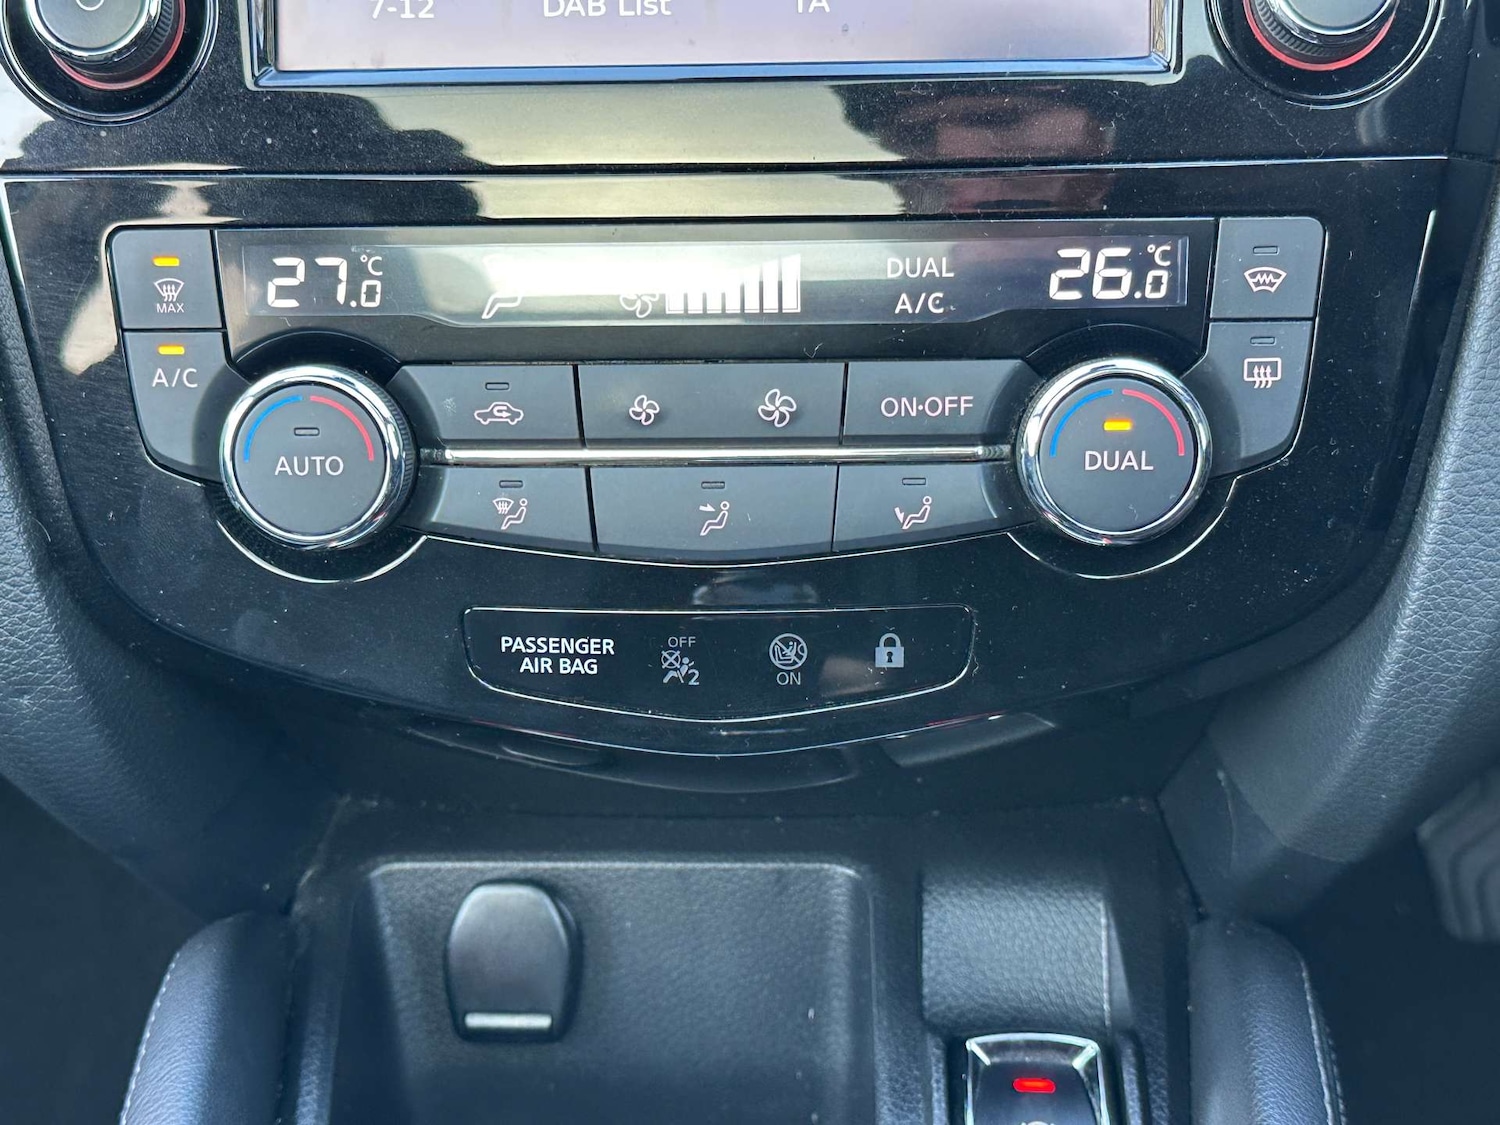 7-12 DAB List TA
27.0 °C DUAL 26.0 °C
A/C
MAX
A/C
ON•OFF
AUTO DUAL
PASSENGER
AIR BAG
OFF
2
ON